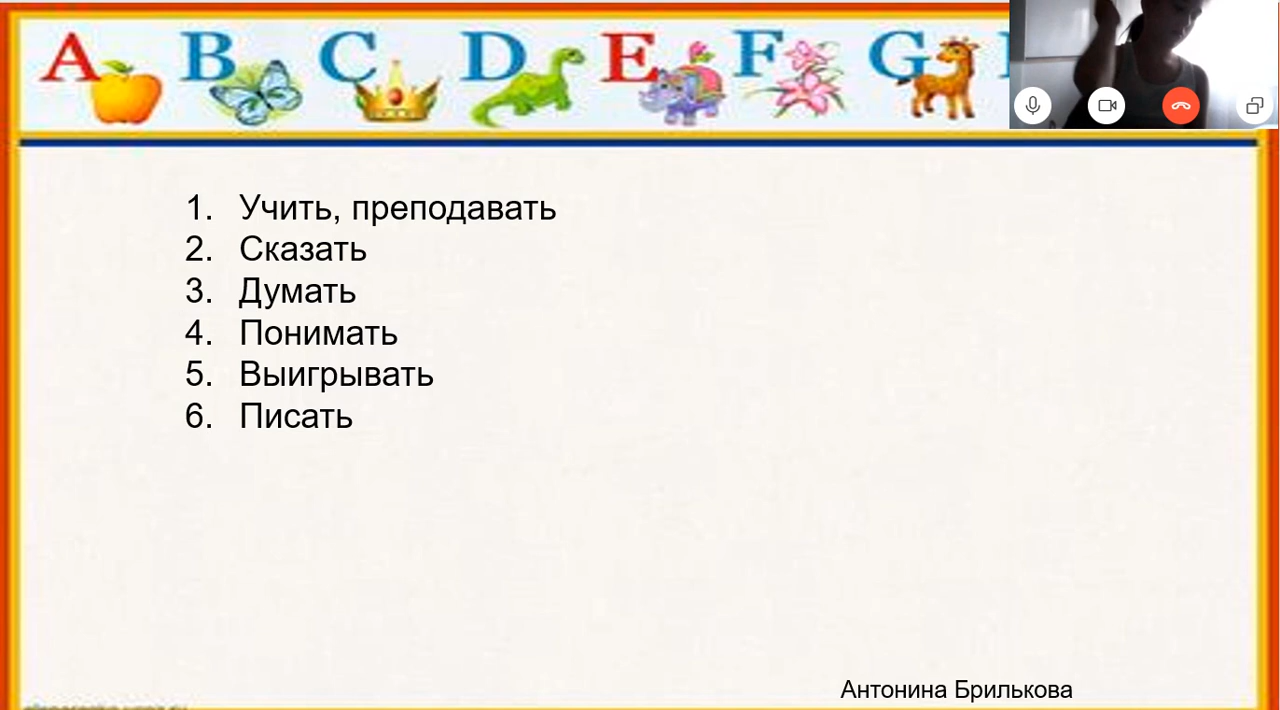 A B C D E F G
1. Учить, преподавать
2. Сказать
3. Думать
4. Понимать
5. Выигрывать
6. Писать
Антонина Брилькова